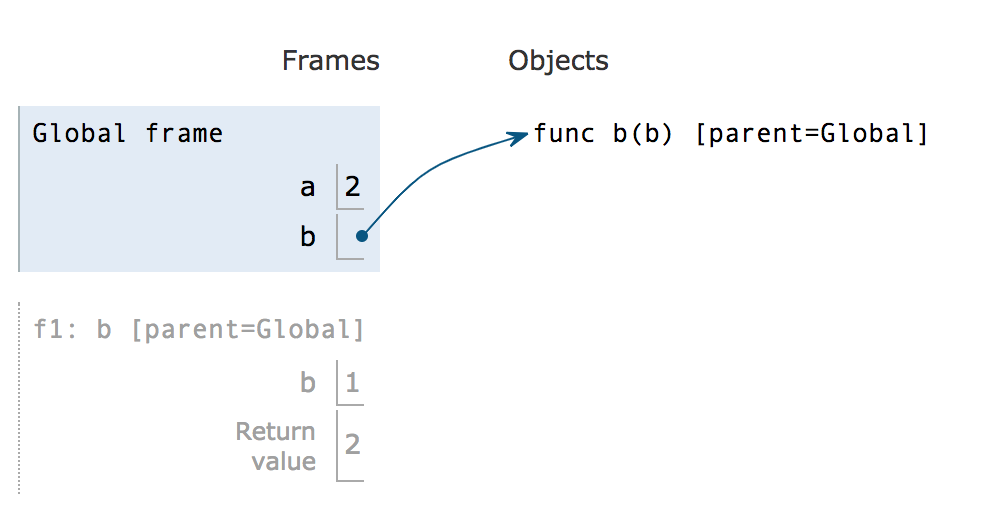 Frames Objects
Global frame
func b(b) [parent=Global]
a 2
b
f1: b [parent=Global]
b 1
Return
value 2